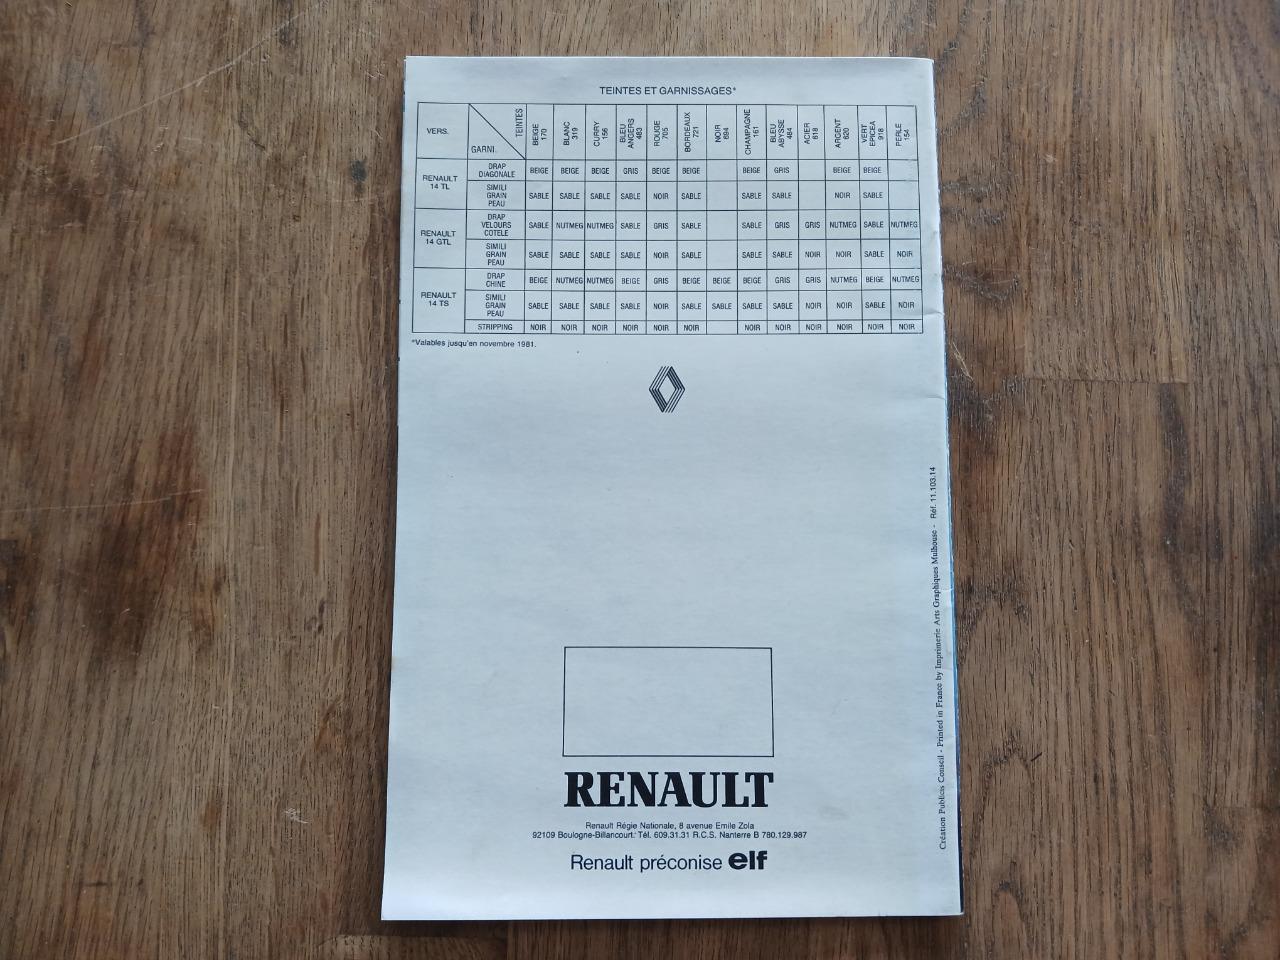 TEINTES ET GARNISSAGES*
VERS. GARNI. TEINTES BEIGE 170 BLANC 319 CURRY 156 BLEU ANGERS 463 ROUGE 705 BORDEAUX 721 NOIR 694 CHAMPAGNE 161 BLEU ABYSSE 484 ACIER 618 ARGENT 620 VERT EPICEA 918 PERLE 154
RENAULT 14 TL DRAP DIAGONALE BEIGE BEIGE BEIGE GRIS BEIGE BEIGE BEIGE GRIS BEIGE BEIGE
SIMILI GRAIN PEAU SABLE SABLE SABLE SABLE NOIR SABLE SABLE SABLE NOIR SABLE
RENAULT 14 GTL DRAP VELOURS COTELE SABLE NUTMEG NUTMEG SABLE GRIS SABLE SABLE GRIS GRIS NUTMEG SABLE NUTMEG
SIMILI GRAIN PEAU SABLE SABLE SABLE SABLE NOIR SABLE SABLE SABLE NOIR NOIR SABLE NOIR
RENAULT 14 TS DRAP CHINE BEIGE NUTMEG NUTMEG BEIGE GRIS BEIGE BEIGE BEIGE GRIS GRIS NUTMEG BEIGE NUTMEG
SIMILI GRAIN PEAU SABLE SABLE SABLE SABLE NOIR SABLE SABLE SABLE SABLE NOIR NOIR SABLE NOIR
STRIPPING NOIR NOIR NOIR NOIR NOIR NOIR NOIR NOIR NOIR NOIR NOIR NOIR
*Valables jusqu'en novembre 1981.
RENAULT
Renault Régie Nationale, 8 avenue Emile Zola
92109 Boulogne-Billancourt. Tél. 609.31.31 R.C.S. Nanterre B 780.129.987
Renault préconise elf
Création Publicis Conseil - Printed in France by Imprimerie Arts Graphiques Mulhouse - Réf. 11.103.14